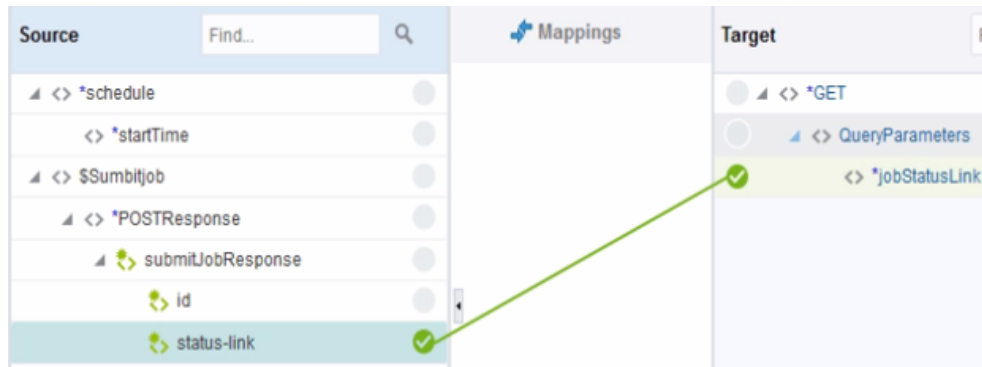 Source Find... Mappings Target
*schedule *GET
*startTime QueryParameters
$Sumbitjob *jobStatusLink
*POSTResponse
submitJobResponse
id
status-link